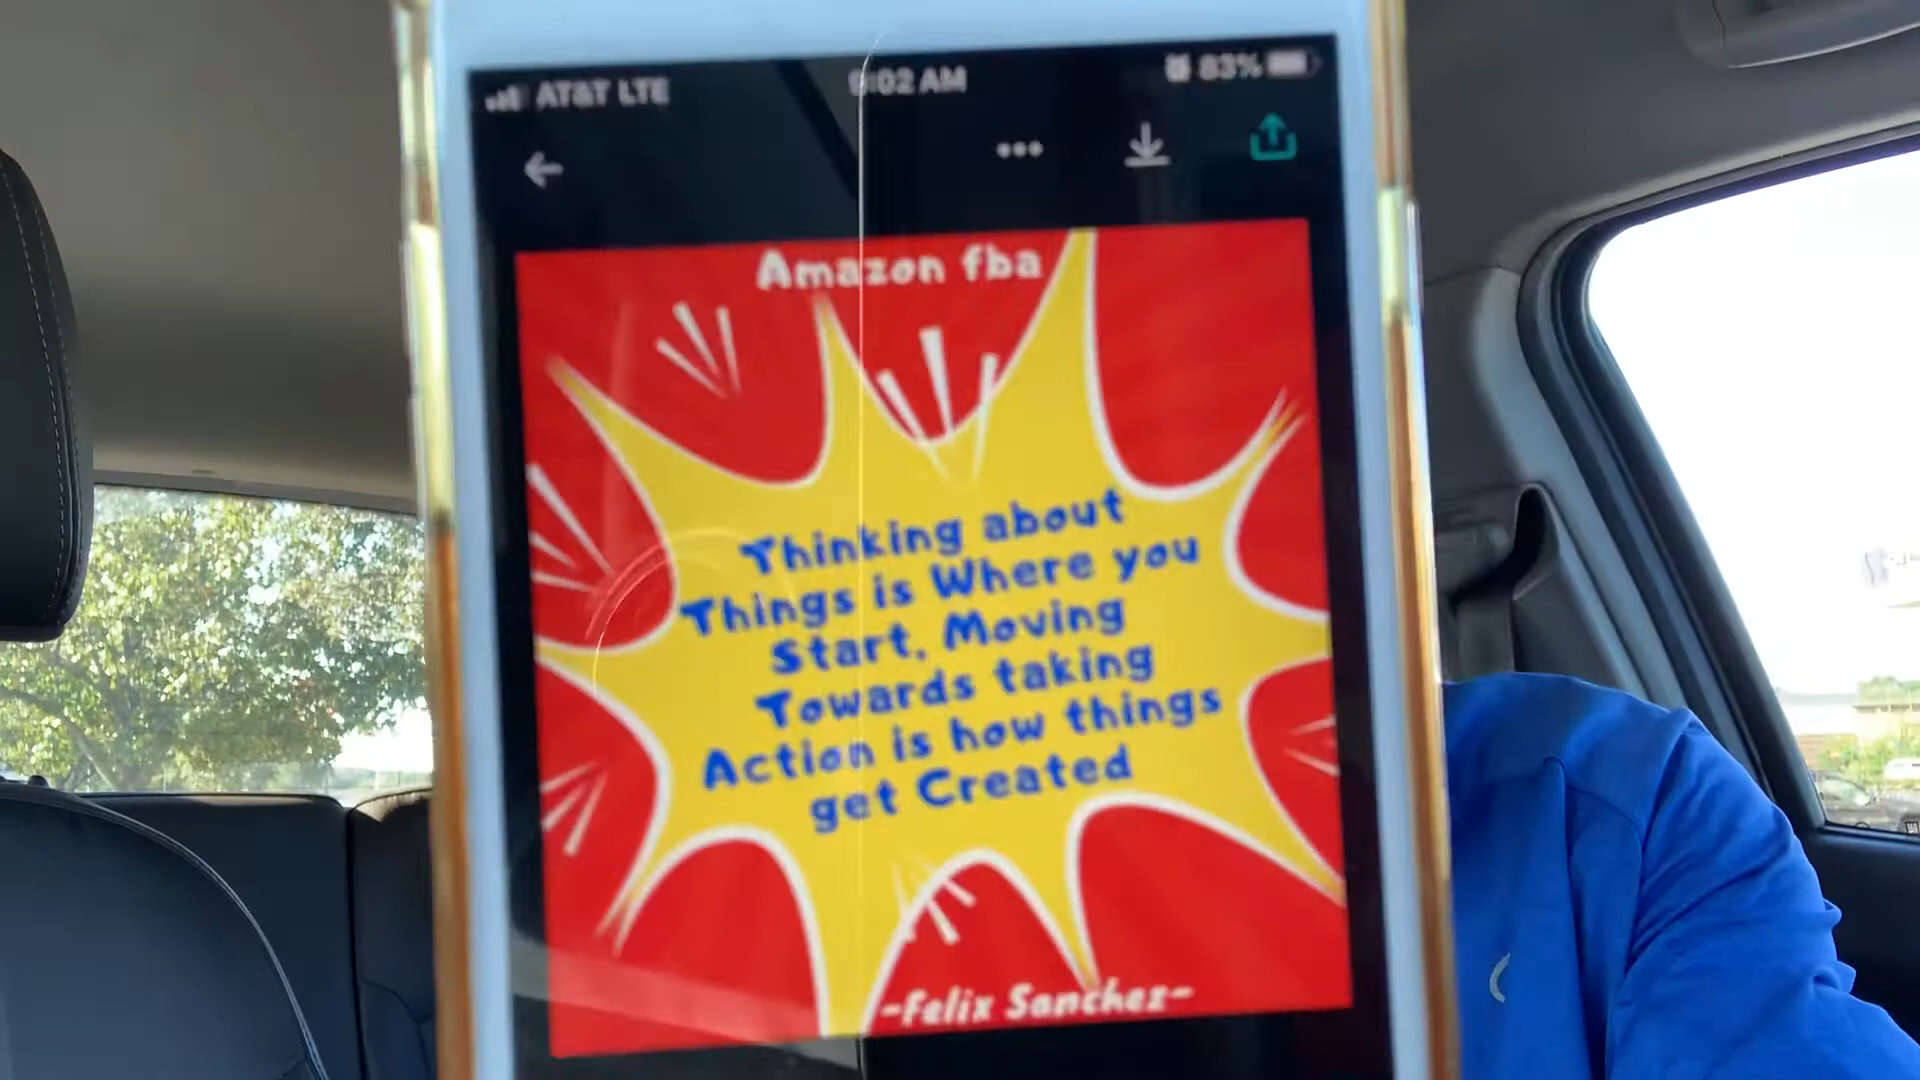 AT&T LTE
9:02 AM
83%
Amazon fba
Thinking about
Things is Where you
Start, Moving
Towards taking
Action is how things
get Created
-Felix Sanchez-